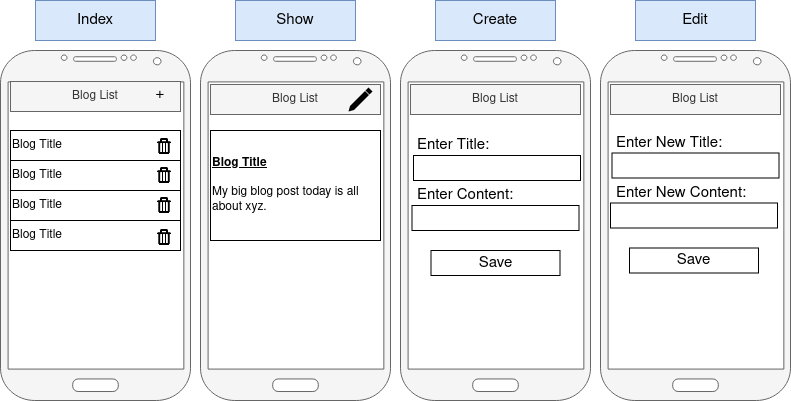 Index
Show
Create
Edit
Blog List +
Blog Title
Blog Title
Blog Title
Blog Title
Blog List
Blog Title
My big blog post today is all
about xyz.
Blog List
Enter Title:
Enter Content:
Save
Blog List
Enter New Title:
Enter New Content:
Save